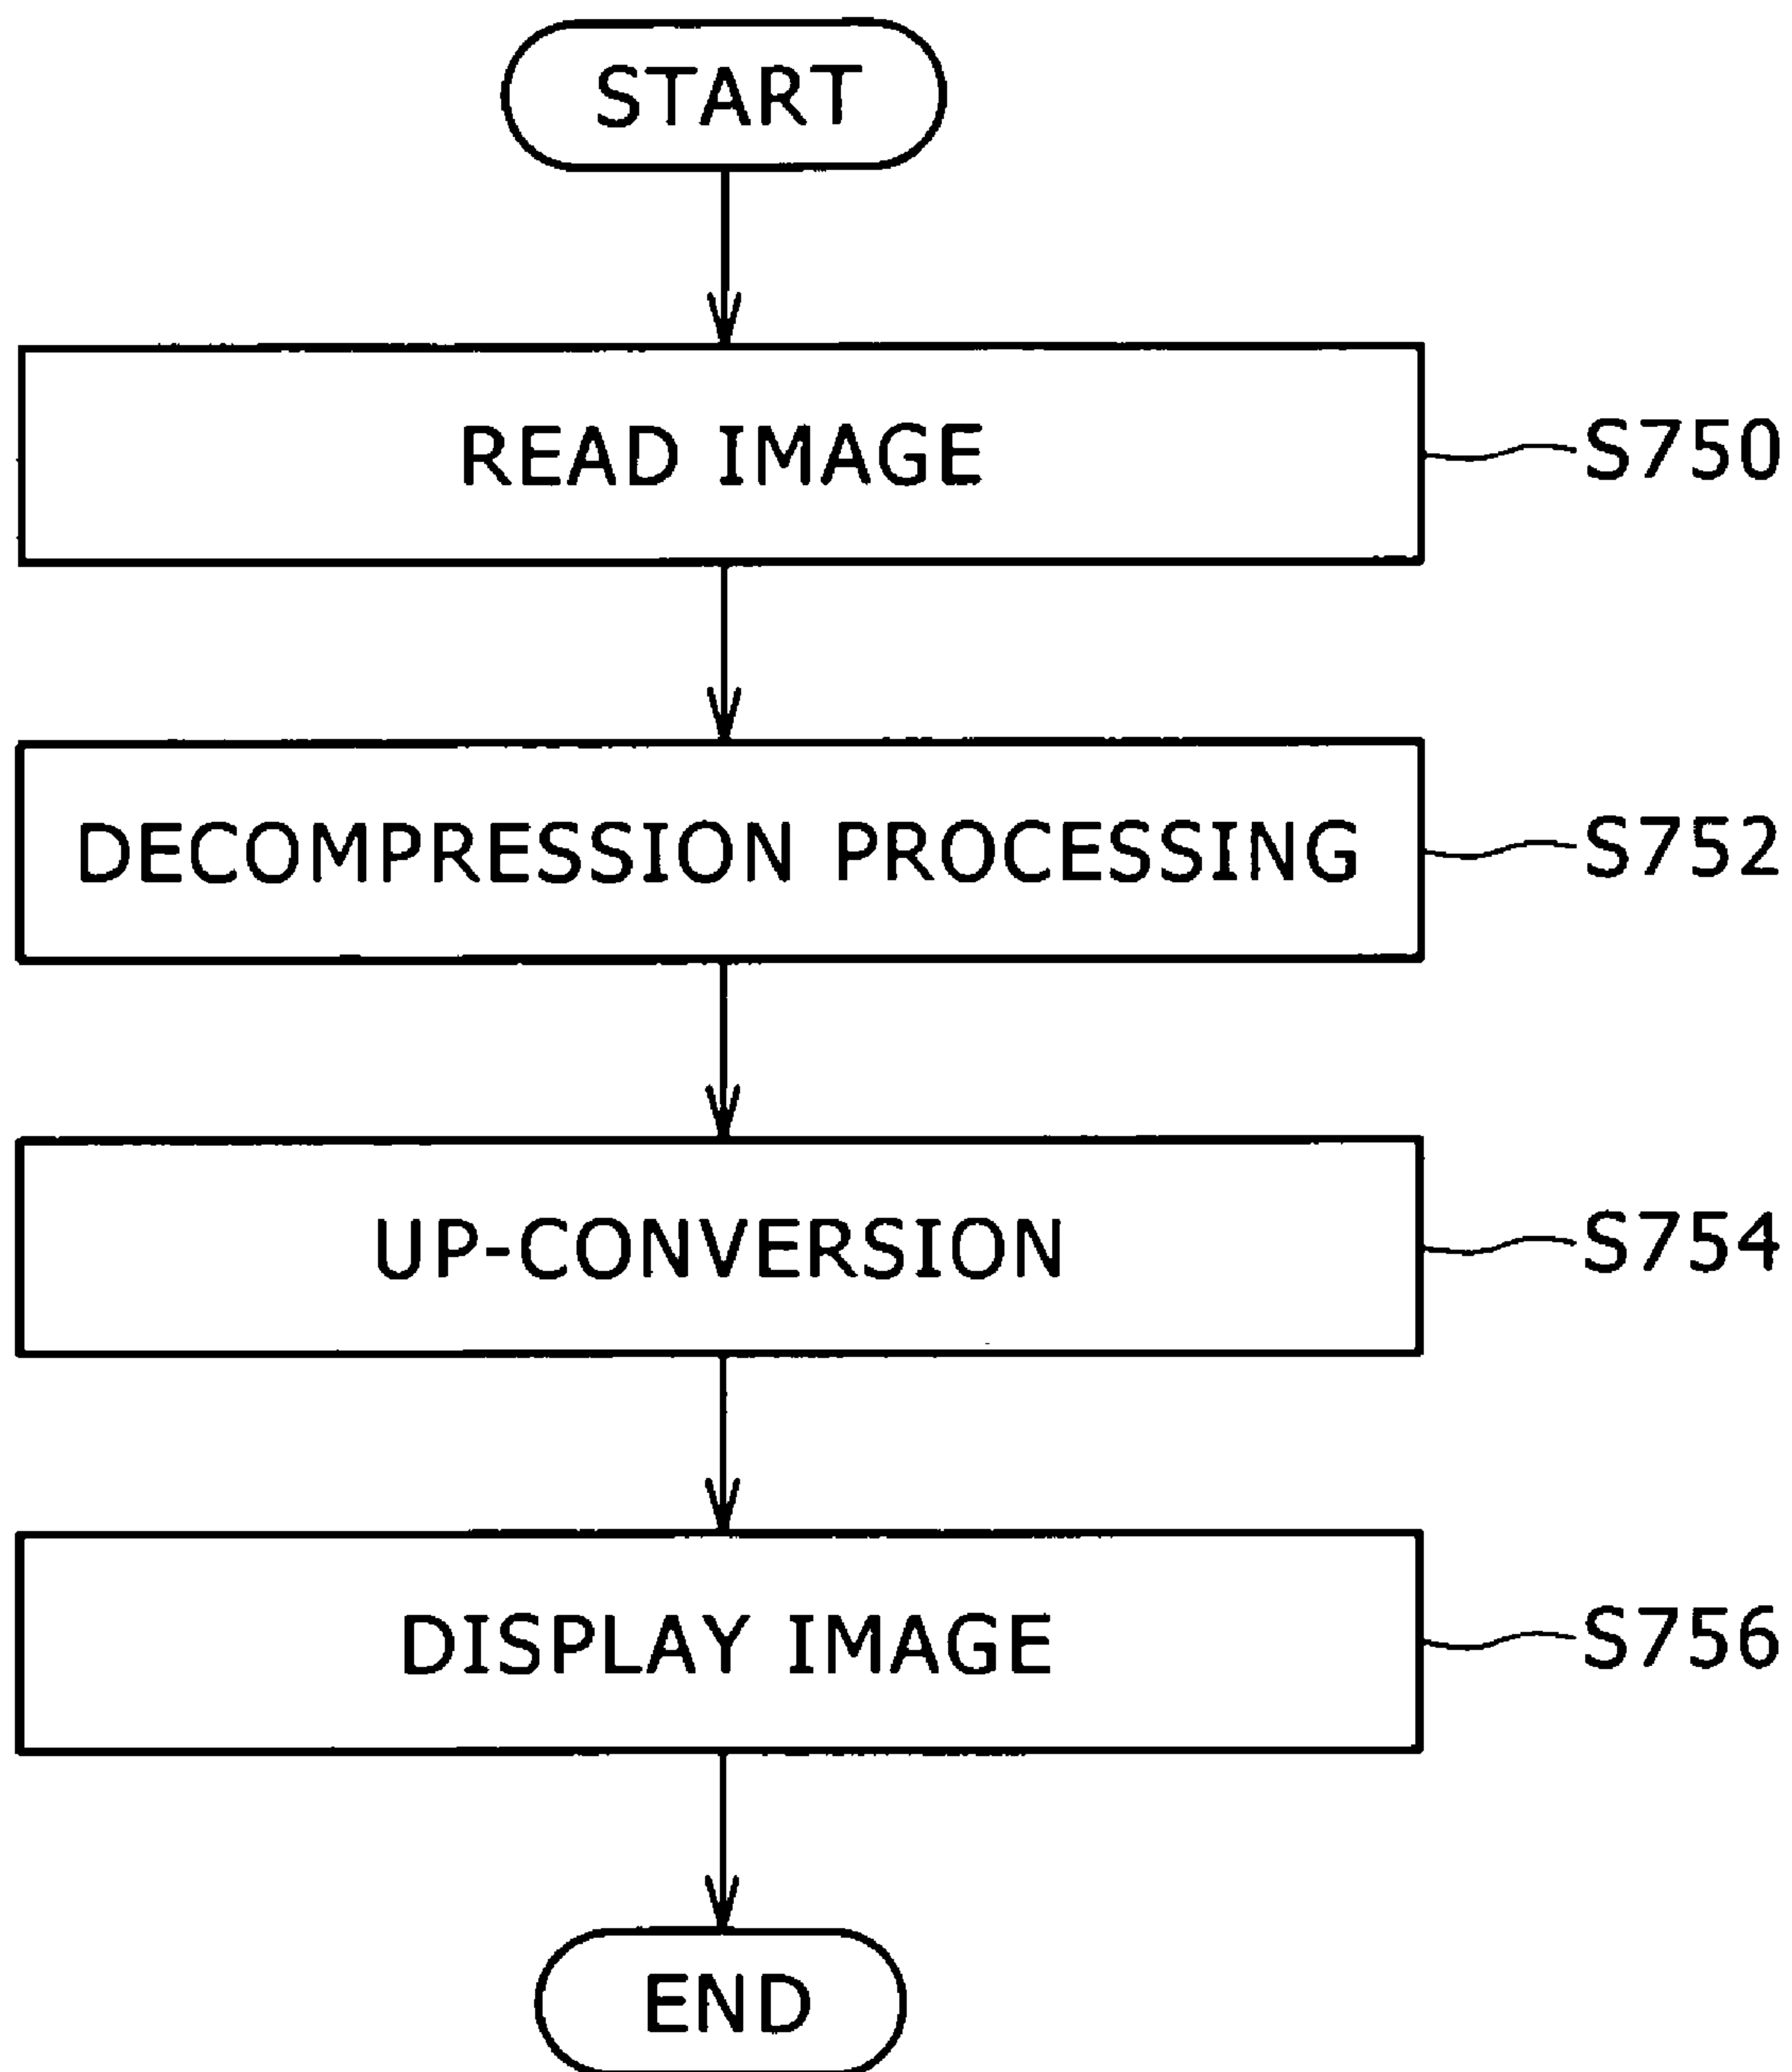 START
READ IMAGE
S750
DECOMPRESSION PROCESSING
S752
UP-CONVERSION
S754
DISPLAY IMAGE
S756
END